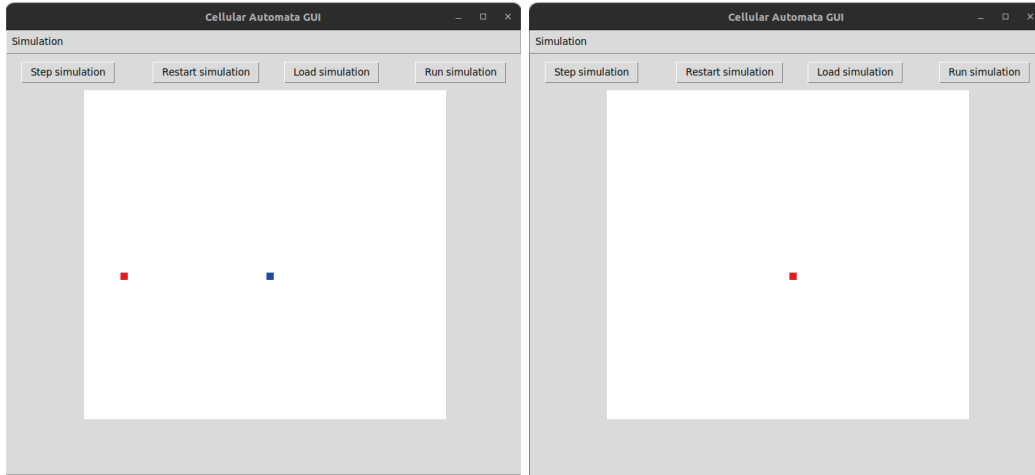 Cellular Automata GUI
Simulation
Step simulation Restart simulation Load simulation Run simulation
Cellular Automata GUI
Simulation
Step simulation Restart simulation Load simulation Run simulation